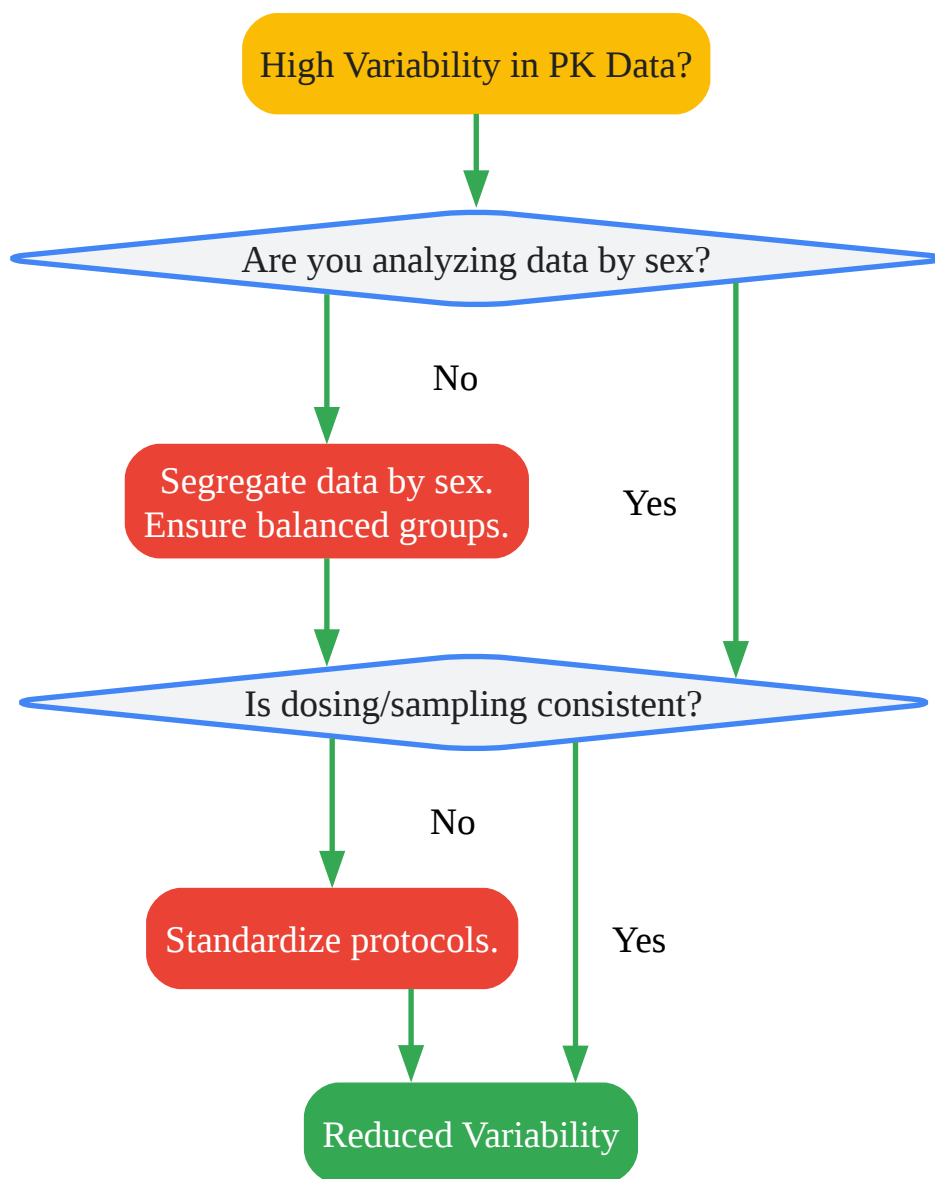 High Variability in PK Data?
Are you analyzing data by sex?
No
Segregate data by sex.
Ensure balanced groups.
Yes
Is dosing/sampling consistent?
No
Standardize protocols.
Yes
Reduced Variability